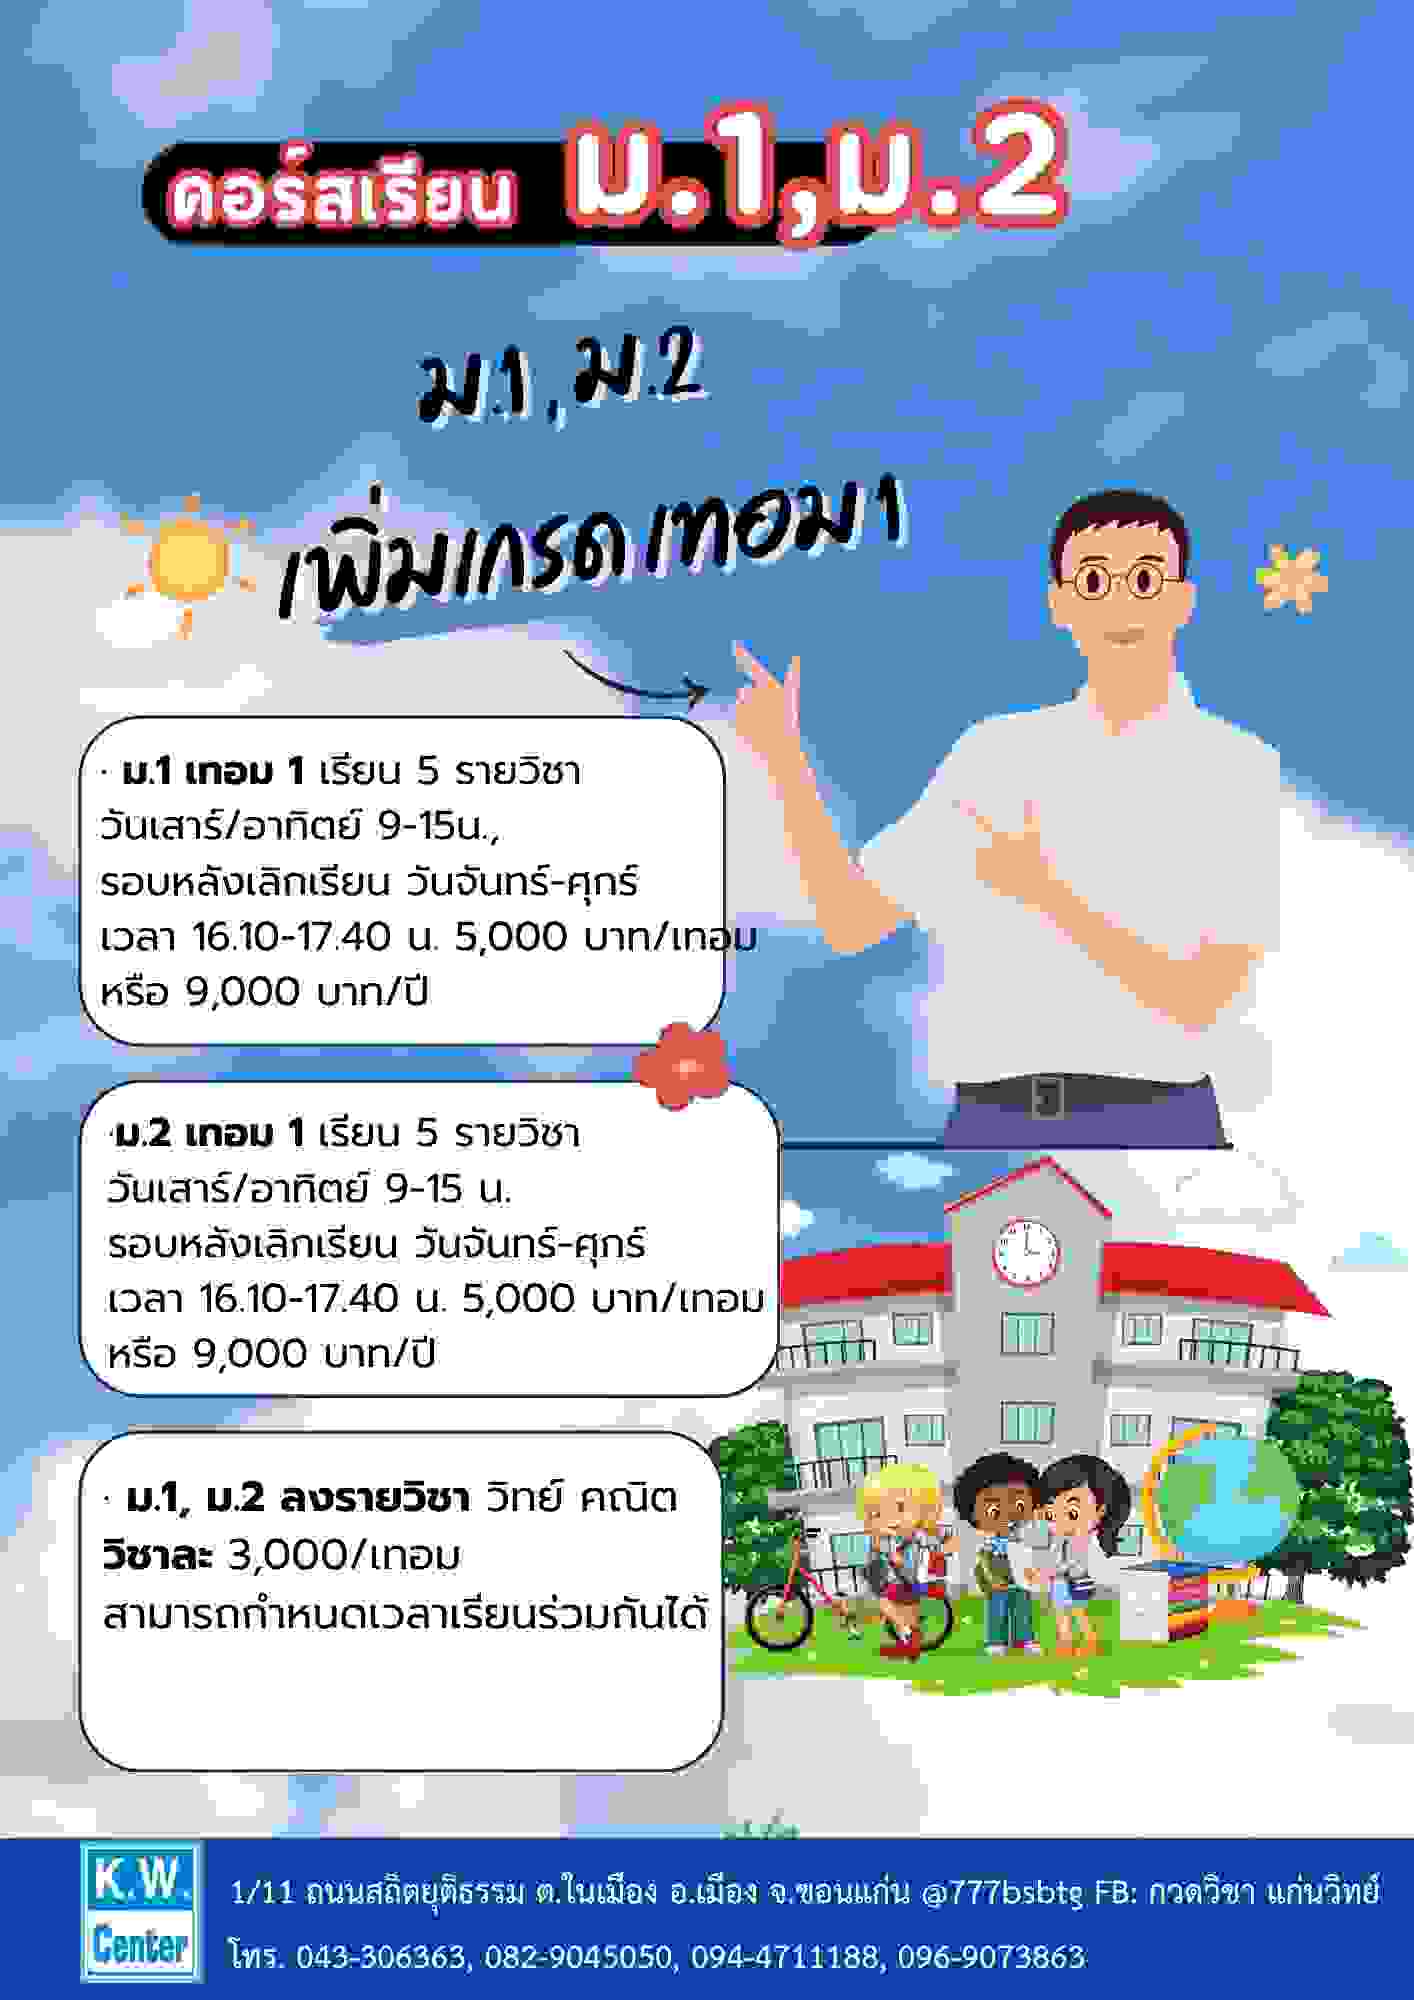 คอร์สเรียน ม.1,ม.2
ม.1,ม.2
เพิ่มเกรดเทอม1
· ม.1 เทอม 1 เรียน 5 รายวิชา
วันเสาร์/อาทิตย์ 9-15น.,
รอบหลังเลิกเรียน วันจันทร์-ศุกร์
เวลา 16.10-17.40 น. 5,000 บาท/เทอม
หรือ 9,000 บาท/ปี
·ม.2 เทอม 1 เรียน 5 รายวิชา
วันเสาร์/อาทิตย์ 9-15 น.
รอบหลังเลิกเรียน วันจันทร์-ศุกร์
เวลา 16.10-17.40 น. 5,000 บาท/เทอม
หรือ 9,000 บาท/ปี
· ม.1, ม.2 ลงรายวิชา วิทย์ คณิต
วิชาละ 3,000/เทอม
สามารถกำหนดเวลาเรียนร่วมกันได้
K.W.
Center
1/11 ถนนสถิตยุติธรรม ต.ในเมือง อ.เมือง จ.ขอนแก่น @777bsbtg FB: กวดวิชา แก่นวิทย์
โทร. 043-306363, 082-9045050, 094-4711188, 096-9073863